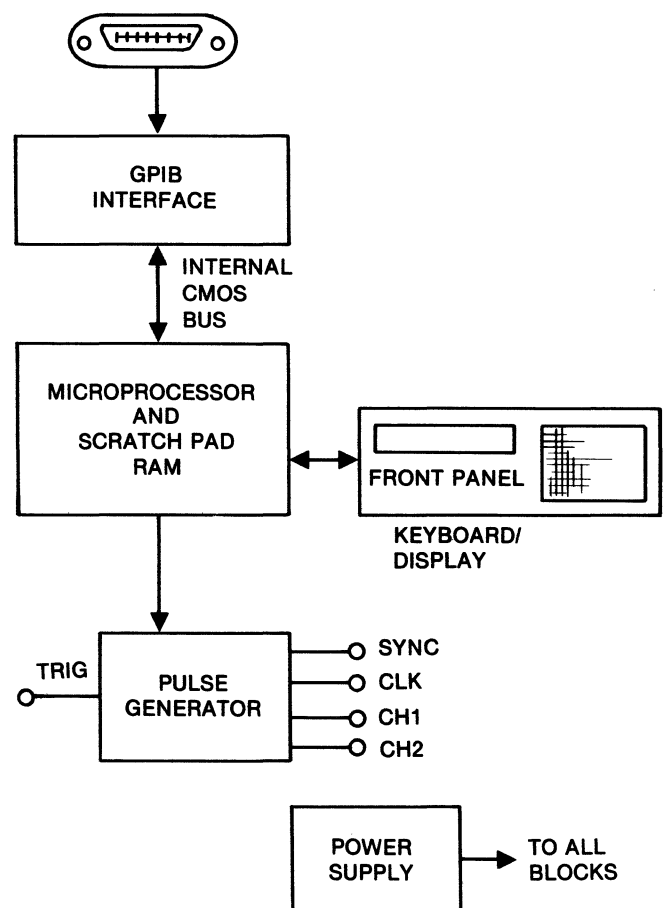 GPIB
INTERFACE
INTERNAL
CMOS
BUS
MICROPROCESSOR
AND
SCRATCH PAD
RAM
FRONT PANEL
KEYBOARD/
DISPLAY
TRIG
PULSE
GENERATOR
SYNC
CLK
CH1
CH2
POWER
SUPPLY
TO ALL
BLOCKS